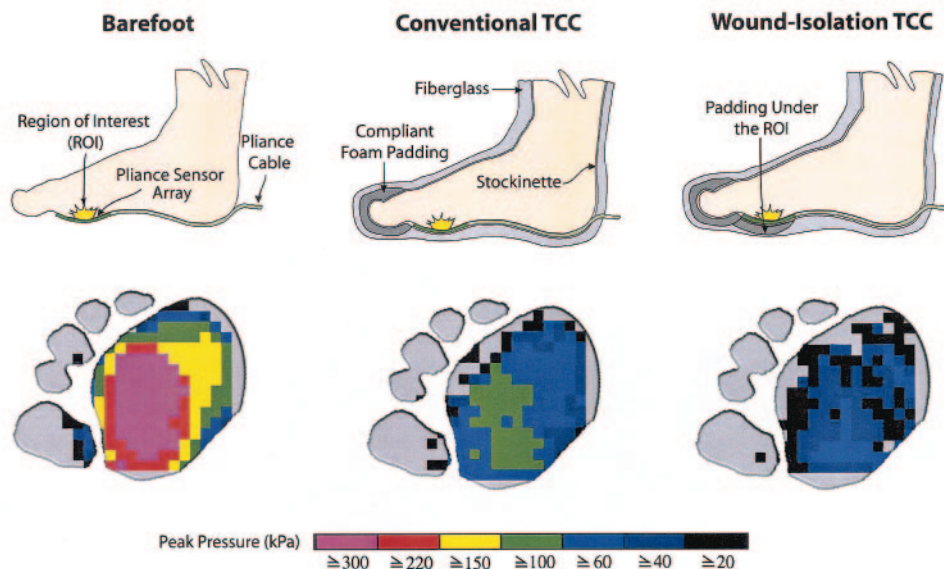 Barefoot
Conventional TCC
Wound-Isolation TCC
Region of Interest
(ROI)
Pliance Sensor
Array
Pliance
Cable
Fiberglass
Compliant
Foam Padding
Stockinette
Padding Under
the ROI
Peak Pressure (kPa)
≧300 ≧220 ≧150 ≧100 ≧60 ≧40 ≧20